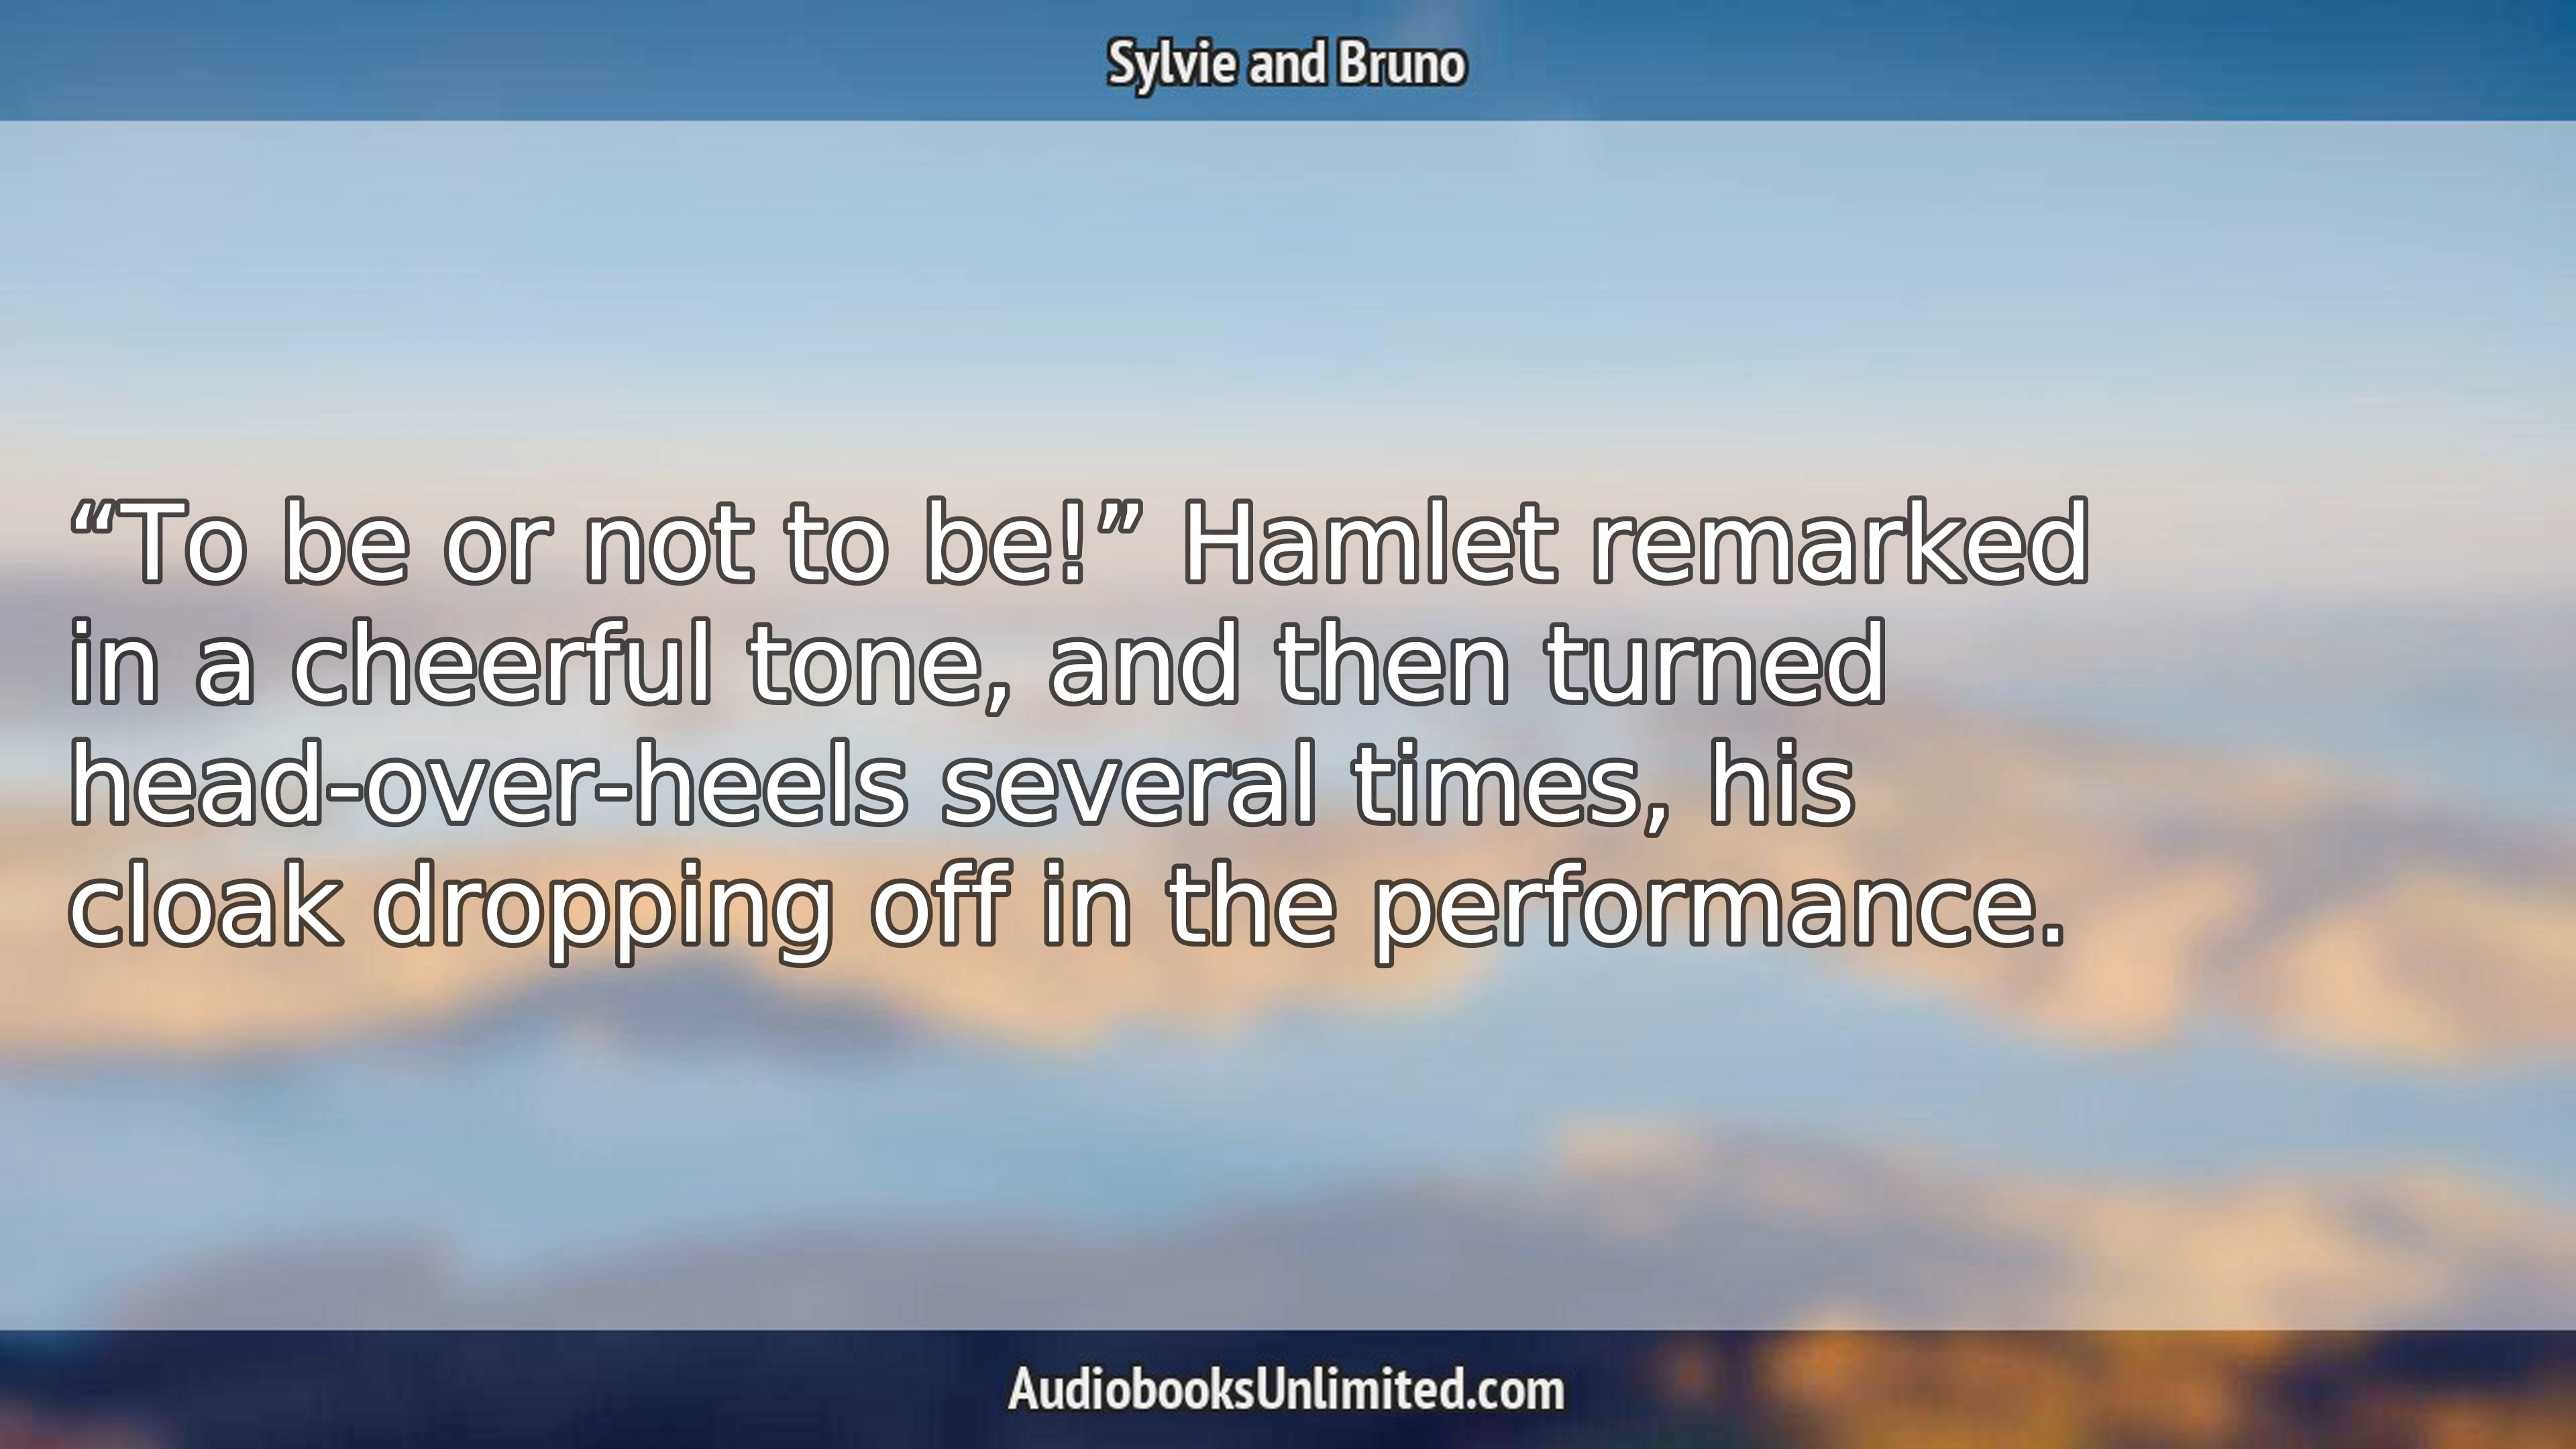 Sylvie and Bruno
“To be or not to be!” Hamlet remarked
in a cheerful tone, and then turned
head-over-heels several times, his
cloak dropping off in the performance.
AudiobooksUnlimited.com